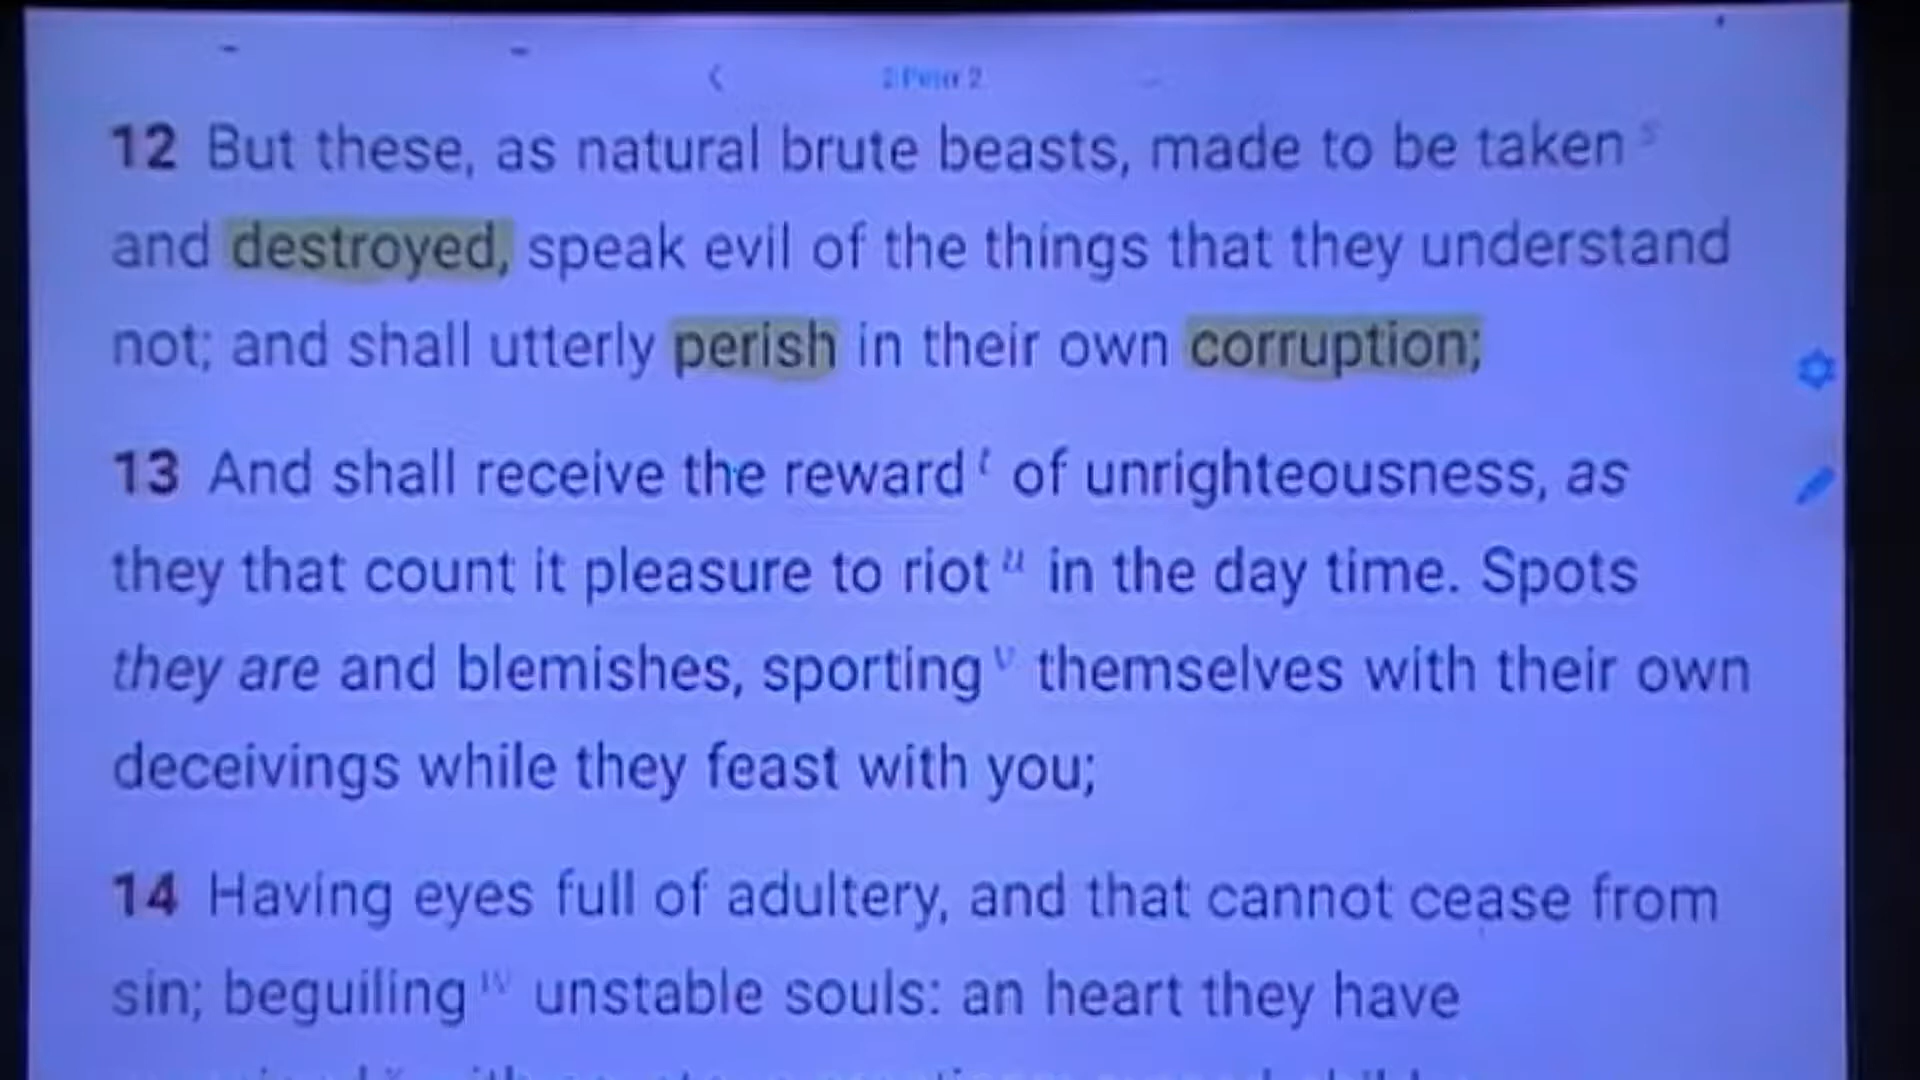 2 Peter 2
12 But these, as natural brute beasts, made to be taken s
and destroyed, speak evil of the things that they understand
not; and shall utterly perish in their own corruption;
13 And shall receive the reward t of unrighteousness, as
they that count it pleasure to riot u in the day time. Spots
they are and blemishes, sporting v themselves with their own
deceivings while they feast with you;
14 Having eyes full of adultery, and that cannot cease from
sin; beguiling w unstable souls: an heart they have